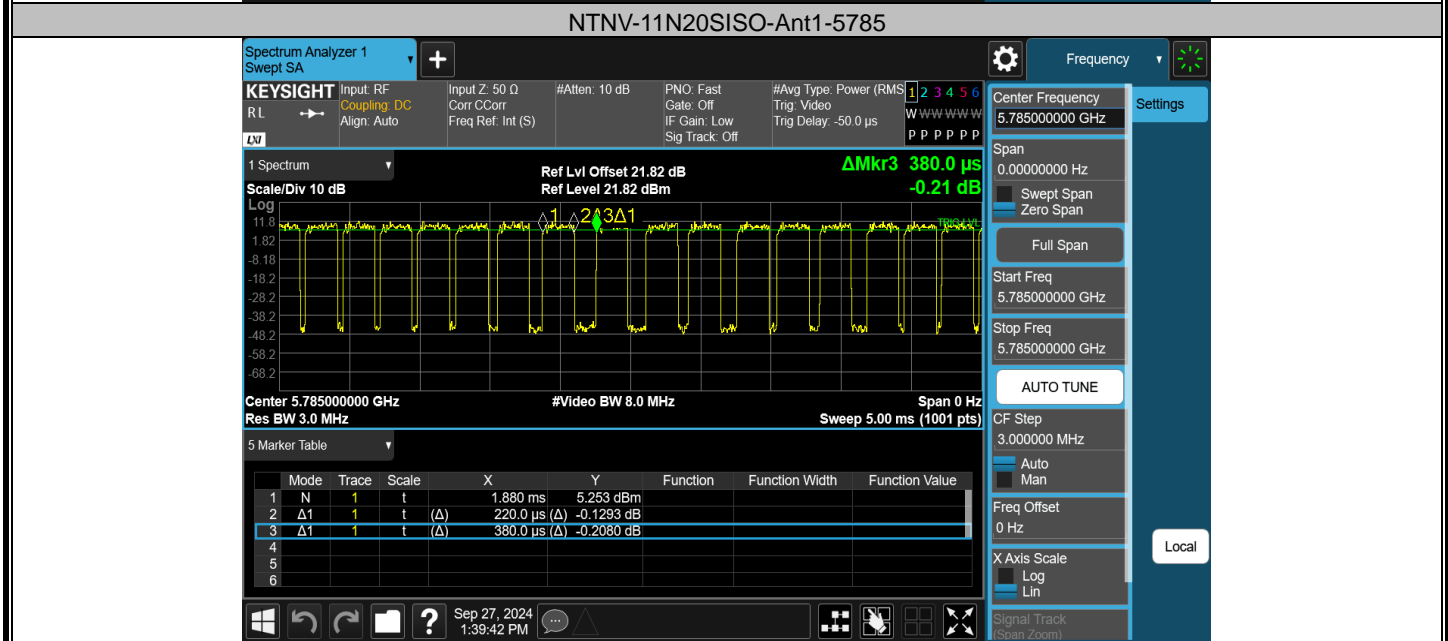 NTNV-11N20SISO-Ant1-5785
Spectrum Analyzer 1
Swept SA
+
Frequency
KEYSIGHT
RL
LXI
Input: RF
Coupling: DC
Align: Auto
Input Z: 50 Ω
Corr CCorr
Freq Ref: Int (S)
#Atten: 10 dB
PNO: Fast
Gate: Off
IF Gain: Low
Sig Track: Off
#Avg Type: Power (RMS
Trig: Video
Trig Delay: -50.0 µs
1 2 3 4 5 6
W W W W W W
P P P P P P
1 Spectrum
Scale/Div 10 dB
Ref Lvl Offset 21.82 dB
Ref Level 21.82 dBm
ΔMkr3 380.0 µs
-0.21 dB
Log
11.8
1.82
-8.18
-18.2
-28.2
-38.2
-48.2
-58.2
-68.2
1 2Δ3Δ1
TRIG LVL
Center 5.785000000 GHz
#Video BW 8.0 MHz
Span 0 Hz
Res BW 3.0 MHz
Sweep 5.00 ms (1001 pts)
5 Marker Table
Mode Trace Scale X Y Function Function Width Function Value
1 N 1 t 1.880 ms 5.253 dBm
2 Δ1 1 t (Δ) 220.0 µs (Δ) -0.1293 dB
3 Δ1 1 t (Δ) 380.0 µs (Δ) -0.2080 dB
4
5
6
Center Frequency
5.785000000 GHz
Settings
Span
0.00000000 Hz
Swept Span
Zero Span
Full Span
Start Freq
5.785000000 GHz
Stop Freq
5.785000000 GHz
AUTO TUNE
CF Step
3.000000 MHz
Auto
Man
Freq Offset
0 Hz
X Axis Scale
Log
Lin
Signal Track
(Span Zoom)
Local
?
Sep 27, 2024
1:39:42 PM